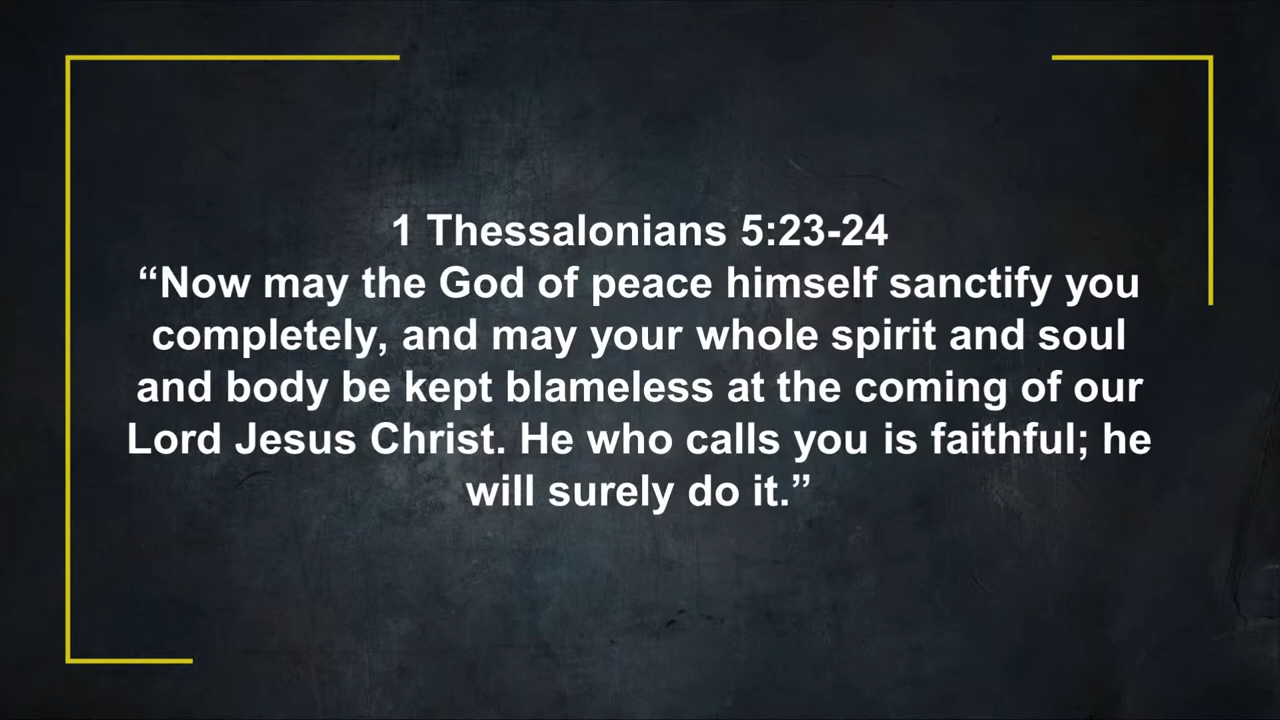 1 Thessalonians 5:23-24
“Now may the God of peace himself sanctify you
completely, and may your whole spirit and soul
and body be kept blameless at the coming of our
Lord Jesus Christ. He who calls you is faithful; he
will surely do it.”